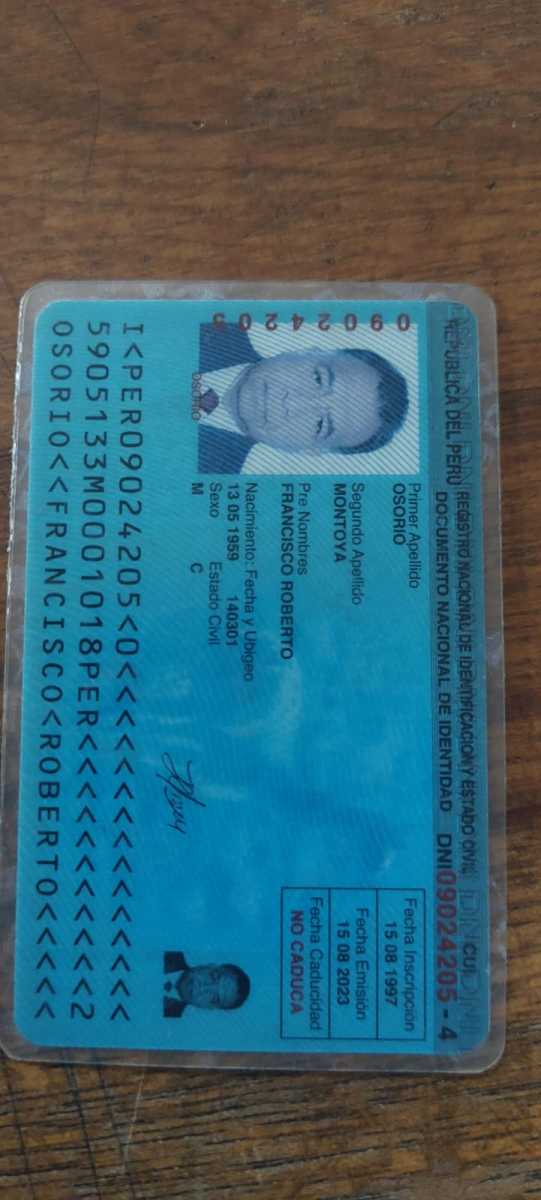 REPUBLICA DEL PERU
REGISTRO NACIONAL DE IDENTIFICACION Y ESTADO CIVIL
DOCUMENTO NACIONAL DE IDENTIDAD
CUI
DNI 09024205 - 4
Primer Apellido
OSORIO
Segundo Apellido
MONTOYA
Pre Nombres
FRANCISCO ROBERTO
Nacimiento: Fecha y Ubigeo
13 05 1959 140301
Sexo Estado Civil
M C
Fecha Inscripción
15 08 1997
Fecha Emisión
15 08 2023
Fecha Caducidad
NO CADUCA
09024205
OSORIO
I<PER09024205<0<<<<<<<<<<<<<<<
5905133M0001018PER<<<<<<<<<<<2
OSORIO<<FRANCISCO<ROBERTO<<<<<